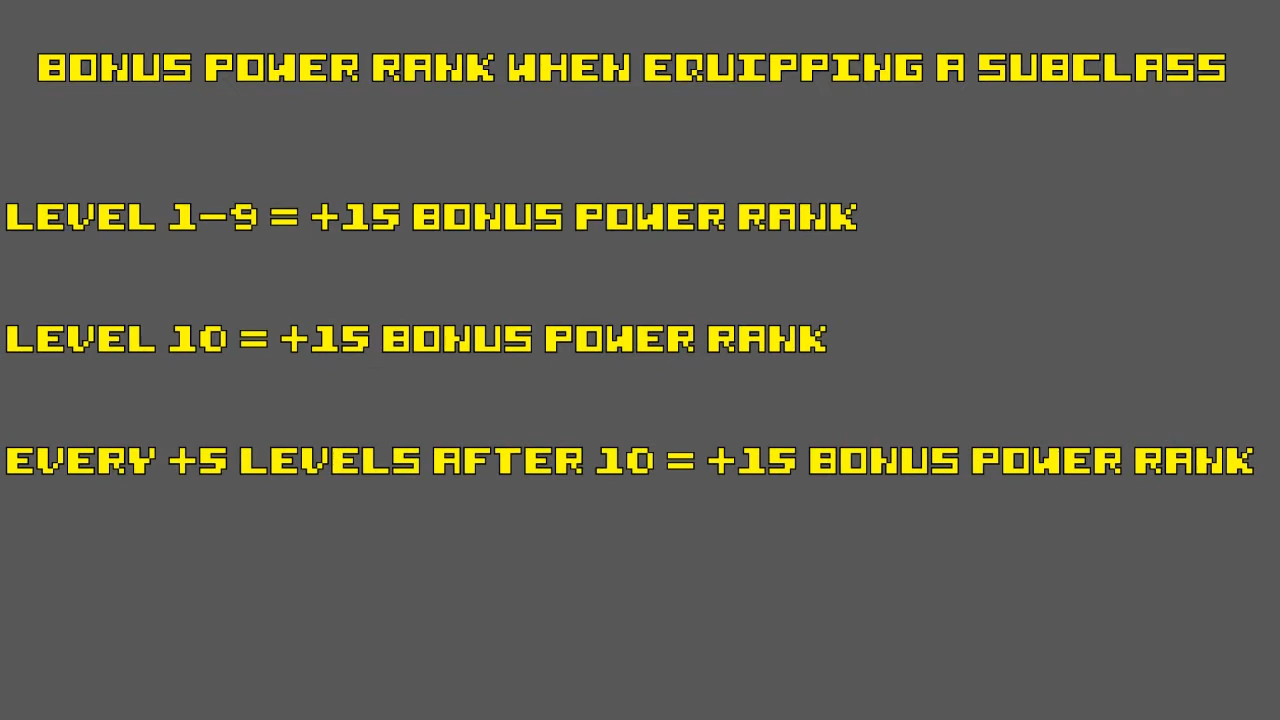 BONUS POWER RANK WHEN EQUIPPING A SUBCLASS
LEVEL 1-9 = +15 BONUS POWER RANK
LEVEL 10 = +15 BONUS POWER RANK
EVERY +5 LEVELS AFTER 10 = +15 BONUS POWER RANK